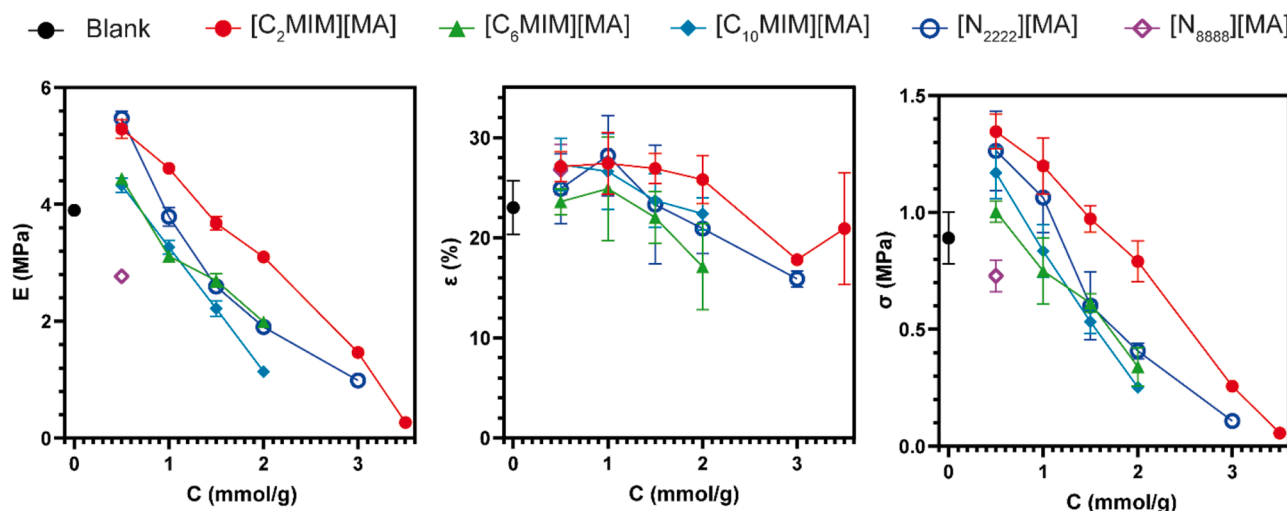 Blank [C₂MIM][MA] [C₆MIM][MA] [C₁₀MIM][MA] [N₂₂₂₂][MA] [N₈₈₈₈][MA]
E (MPa)
6
4
2
0
0 1 2 3
C (mmol/g)
ε (%)
30
20
10
0
0 1 2 3
C (mmol/g)
σ (MPa)
1.5
1.0
0.5
0.0
0 1 2 3
C (mmol/g)